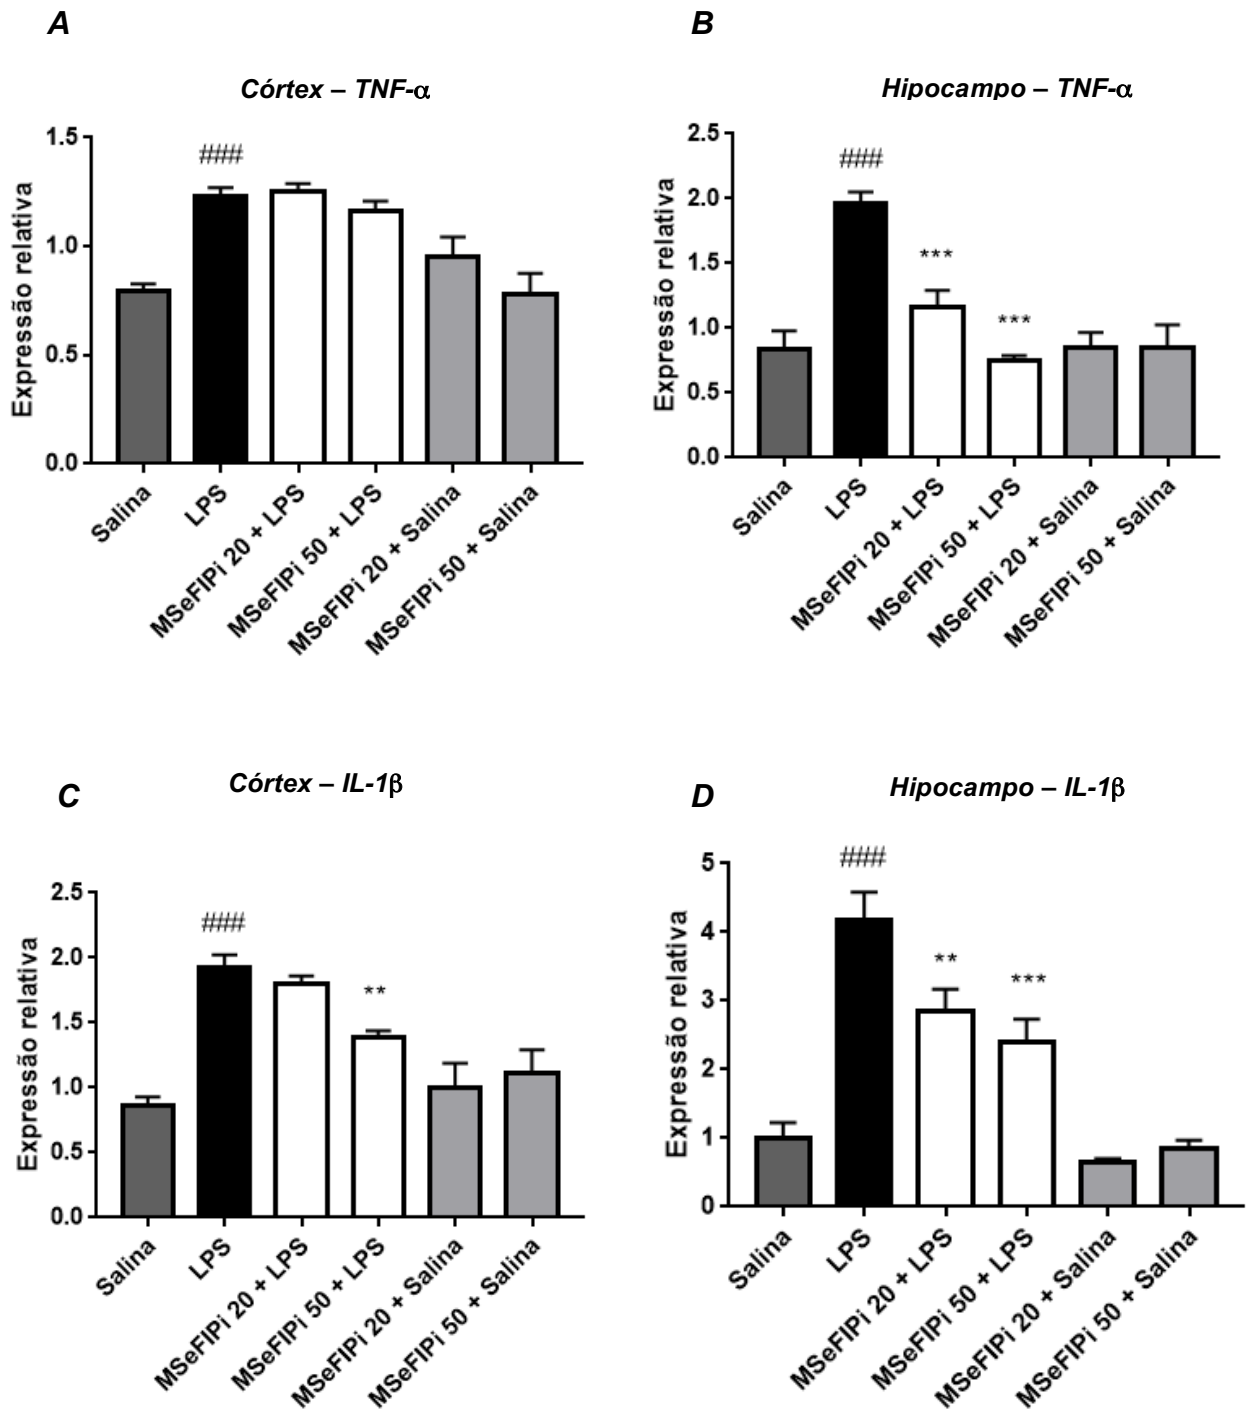 A
Córtex – TNF-α
1.5
1.0
0.5
0.0
Expressão relativa
###
Salina
LPS
MSeFIPi 20 + LPS
MSeFIPi 50 + LPS
MSeFIPi 20 + Salina
MSeFIPi 50 + Salina
B
Hipocampo – TNF-α
2.5
2.0
1.5
1.0
0.5
0.0
Expressão relativa
###
***
***
Salina
LPS
MSeFIPi 20 + LPS
MSeFIPi 50 + LPS
MSeFIPi 20 + Salina
MSeFIPi 50 + Salina
C
Córtex – IL-1β
2.5
2.0
1.5
1.0
0.5
0.0
Expressão relativa
###
**
Salina
LPS
MSeFIPi 20 + LPS
MSeFIPi 50 + LPS
MSeFIPi 20 + Salina
MSeFIPi 50 + Salina
D
Hipocampo – IL-1β
5
4
3
2
1
0
Expressão relativa
###
**
***
Salina
LPS
MSeFIPi 20 + LPS
MSeFIPi 50 + LPS
MSeFIPi 20 + Salina
MSeFIPi 50 + Salina